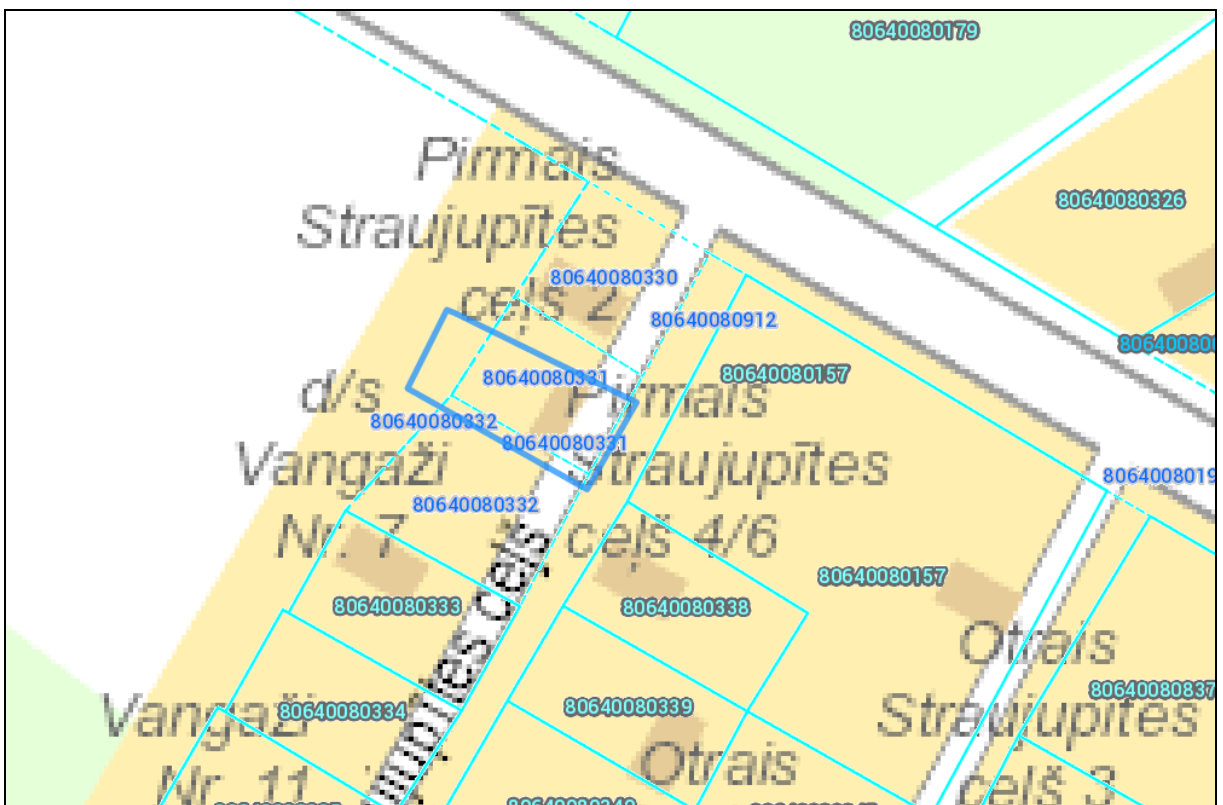 80640080179
Pirmais
80640080326
Straujupītes
80640080330
ceļš 2
80640080912
80640080157
80640080331
d/s
Pirmais
80640080332
80640080331
Vangaži
Straujupītes
8064008019
80640080332
Nr. 7
ceļš 4/6
80640080157
80640080333
80640080338
Otrais
80640080837
80640080334
80640080339
Vangaži
Straujupītes
Otrais
Nr. 11
ceļš 3